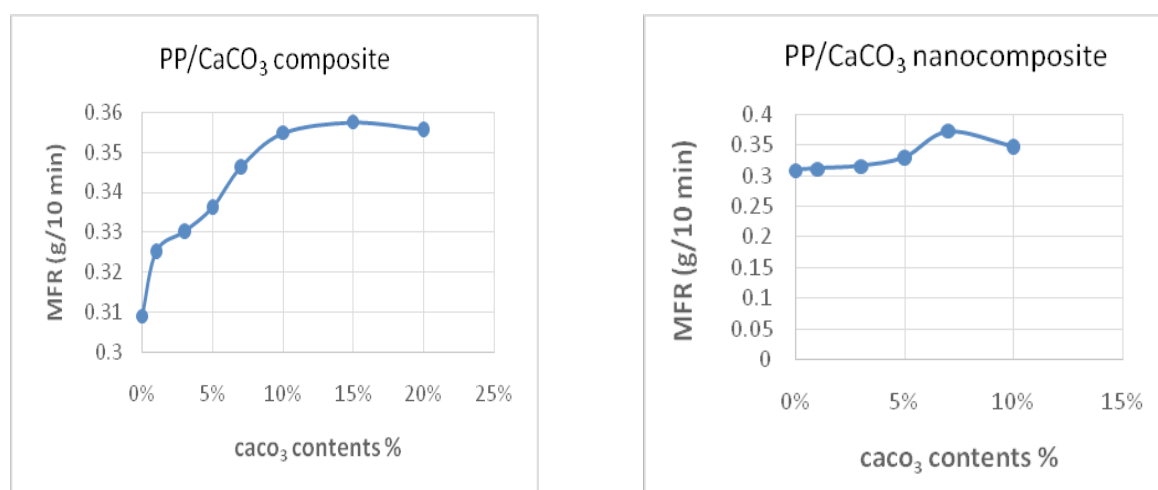 PP/CaCO₃ composite
MFR (g/10 min)
0.36
0.35
0.34
0.33
0.32
0.31
0.3
0% 5% 10% 15% 20% 25%
caco₃ contents %
PP/CaCO₃ nanocomposite
MFR (g/10 min)
0.4
0.35
0.3
0.25
0.2
0.15
0.1
0.05
0
0% 5% 10% 15%
caco₃ contents %